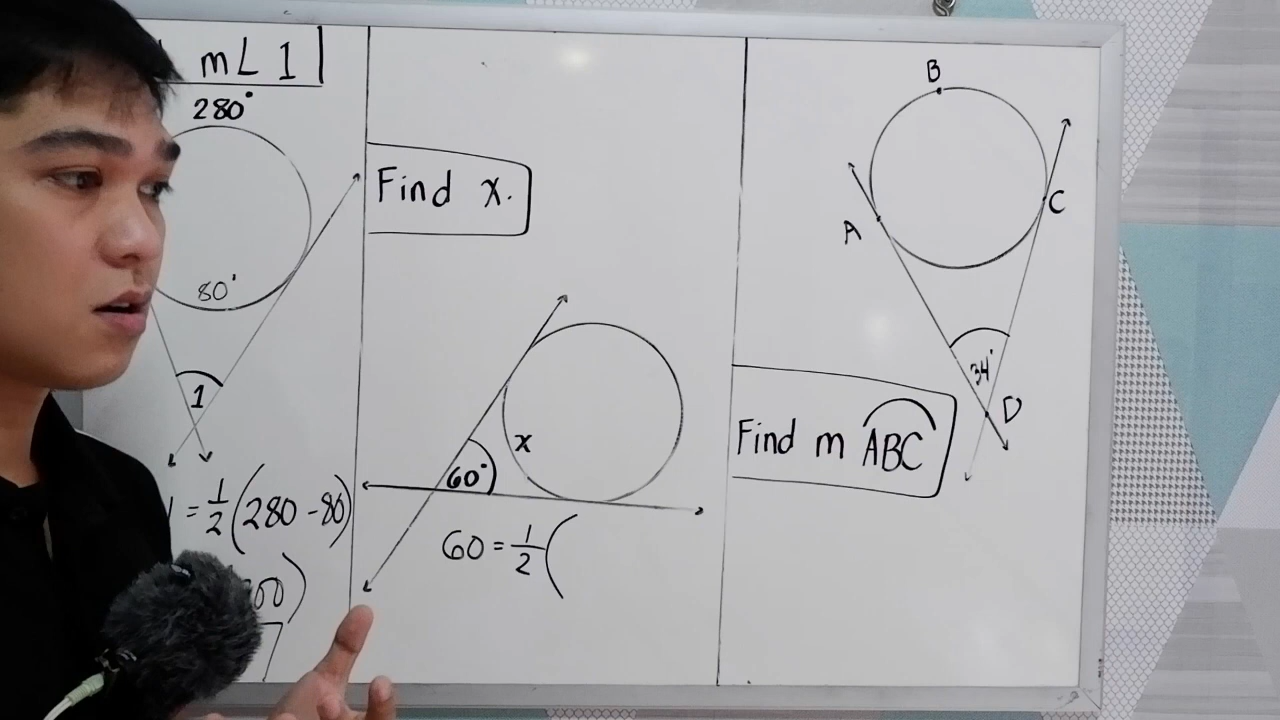 m∠ 1
280°
80°
1
1 = 1/2 (280 - 80)
Find x.
x
60°
60 = 1/2 (
B
C
A
34°
D
Find m ABC